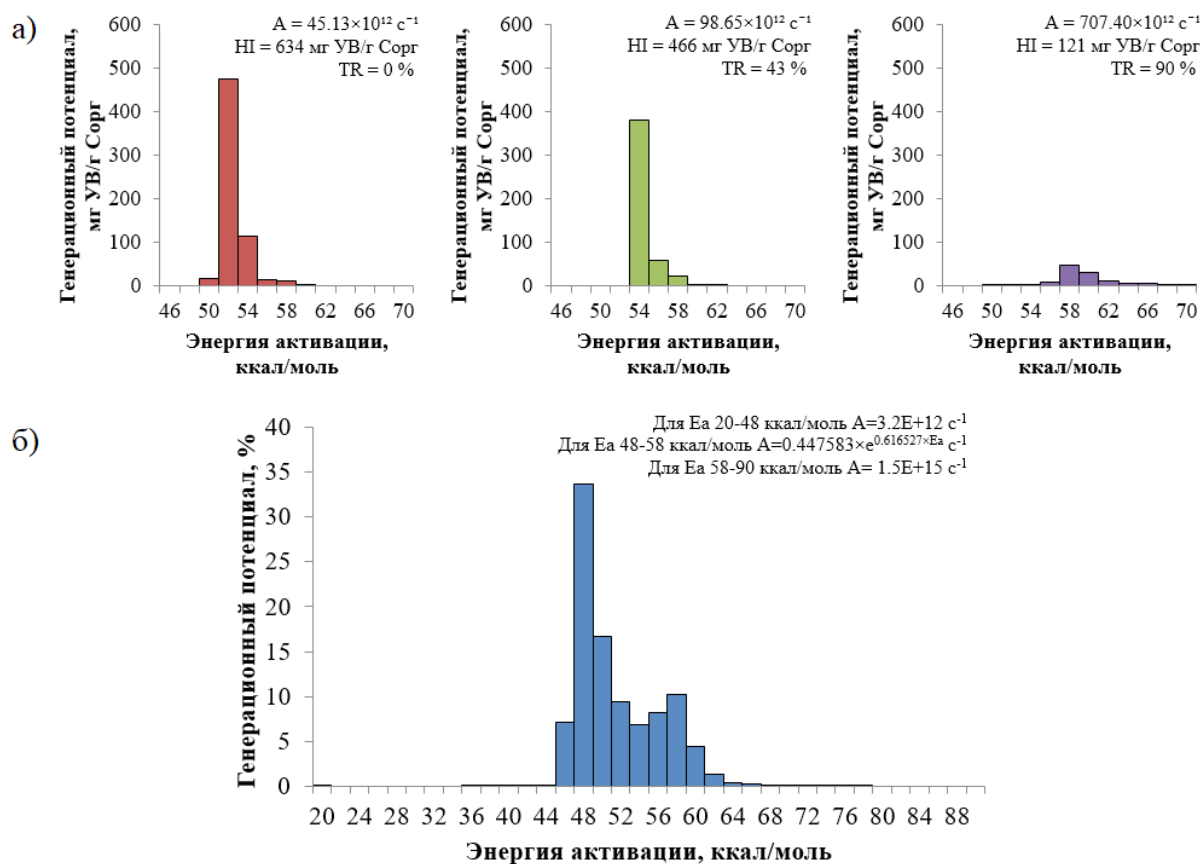 а)
Генерационный потенциал,
мг УВ/г Сорг
600
500
400
300
200
100
0
A = 45.13×10¹² с⁻¹
HI = 634 мг УВ/г Сорг
TR = 0 %
46 50 54 58 62 66 70
Энергия активации,
ккал/моль
Генерационный потенциал,
мг УВ/г Сорг
600
500
400
300
200
100
0
A = 98.65×10¹² с⁻¹
HI = 466 мг УВ/г Сорг
TR = 43 %
46 50 54 58 62 66 70
Энергия активации,
ккал/моль
Генерационный потенциал,
мг УВ/г Сорг
600
500
400
300
200
100
0
A = 707.40×10¹² с⁻¹
HI = 121 мг УВ/г Сорг
TR = 90 %
46 50 54 58 62 66 70
Энергия активации,
ккал/моль
б)
Генерационный потенциал, %
40
35
30
25
20
15
10
5
0
Для Еа 20-48 ккал/моль А=3.2E+12 с⁻¹
Для Еа 48-58 ккал/моль А=0.447583×e^0.616527×Ea с⁻¹
Для Еа 58-90 ккал/моль А= 1.5E+15 с⁻¹
20 24 28 32 36 40 44 48 52 56 60 64 68 72 76 80 84 88
Энергия активации, ккал/моль